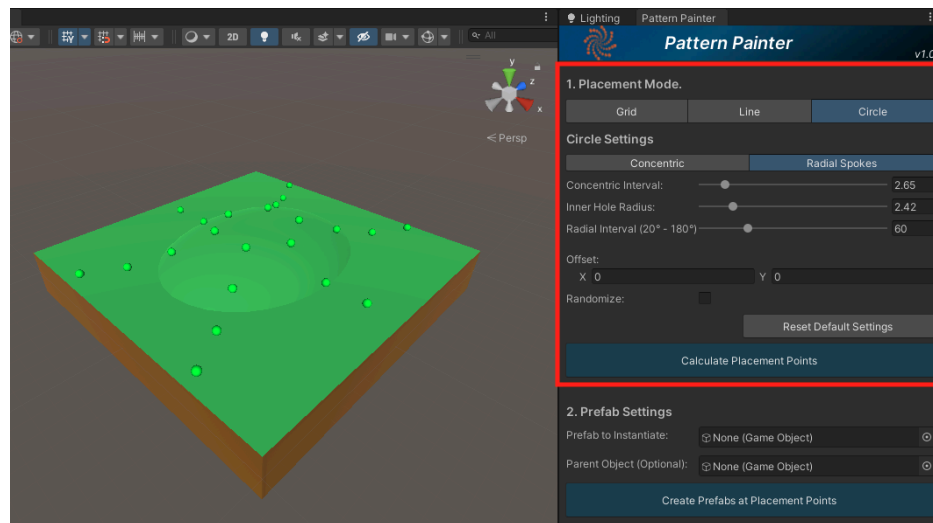 Lighting Pattern Painter
2D
All
Pattern Painter
v1.0
y
z
x
Persp
1. Placement Mode.
Grid Line Circle
Circle Settings
Concentric Radial Spokes
Concentric Interval: 2.65
Inner Hole Radius: 2.42
Radial Interval (20° - 180°) 60
Offset:
X 0 Y 0
Randomize:
Reset Default Settings
Calculate Placement Points
2. Prefab Settings
Prefab to Instantiate: None (Game Object)
Parent Object (Optional): None (Game Object)
Create Prefabs at Placement Points